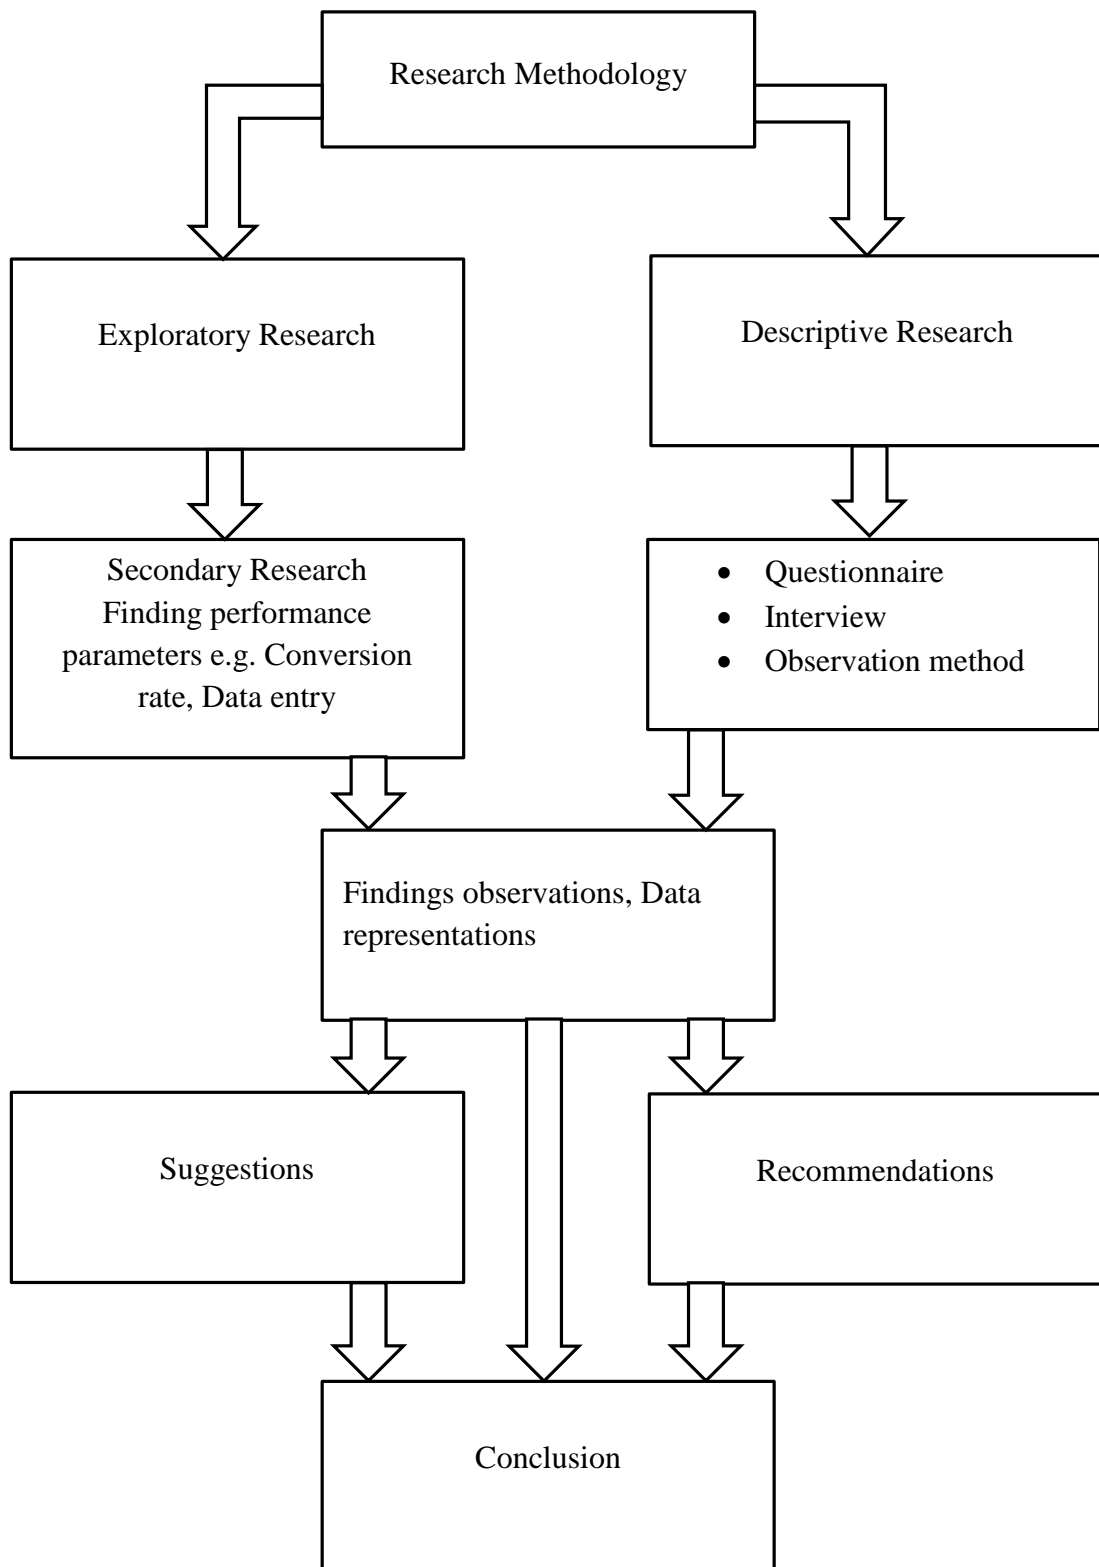 Research Methodology
Exploratory Research
Descriptive Research
Secondary Research
Finding performance
parameters e.g. Conversion
rate, Data entry
• Questionnaire
• Interview
• Observation method
Findings observations, Data
representations
Suggestions
Recommendations
Conclusion